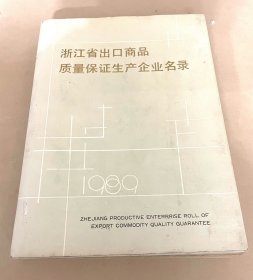 浙江省出口商品
质量保证生产企业名录
1989
ZHEJIANG PRODUCTIVE ENTERPRISE ROLL OF
EXPORT COMMODITY QUALITY GUARANTEE